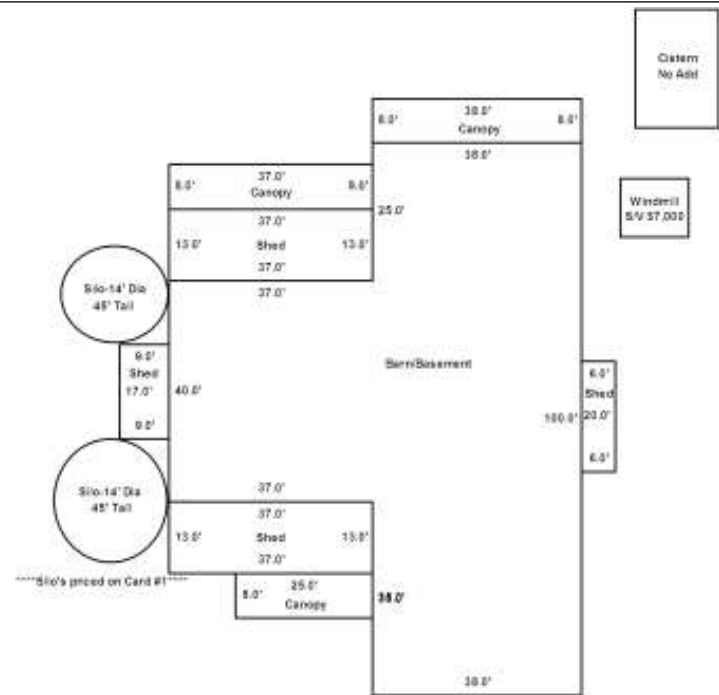 Cistern
No Add
8.0'
38.0'
8.0'
Canopy
38.0'
8.0'
37.0'
8.0'
Canopy
25.0'
Windmill
S/V $7,000
37.0'
13.0'
Shed
13.0'
37.0'
37.0'
Silo-14' Dia
45' Tall
9.0'
Shed
17.0'
9.0'
40.0'
Barn/Basement
6.0'
Shed
100.0'
20.0'
6.0'
37.0'
37.0'
Silo-14' Dia
45' Tall
13.0'
Shed
13.0'
37.0'
****Silo's priced on Card #1****
8.0'
25.0'
Canopy
38.0'